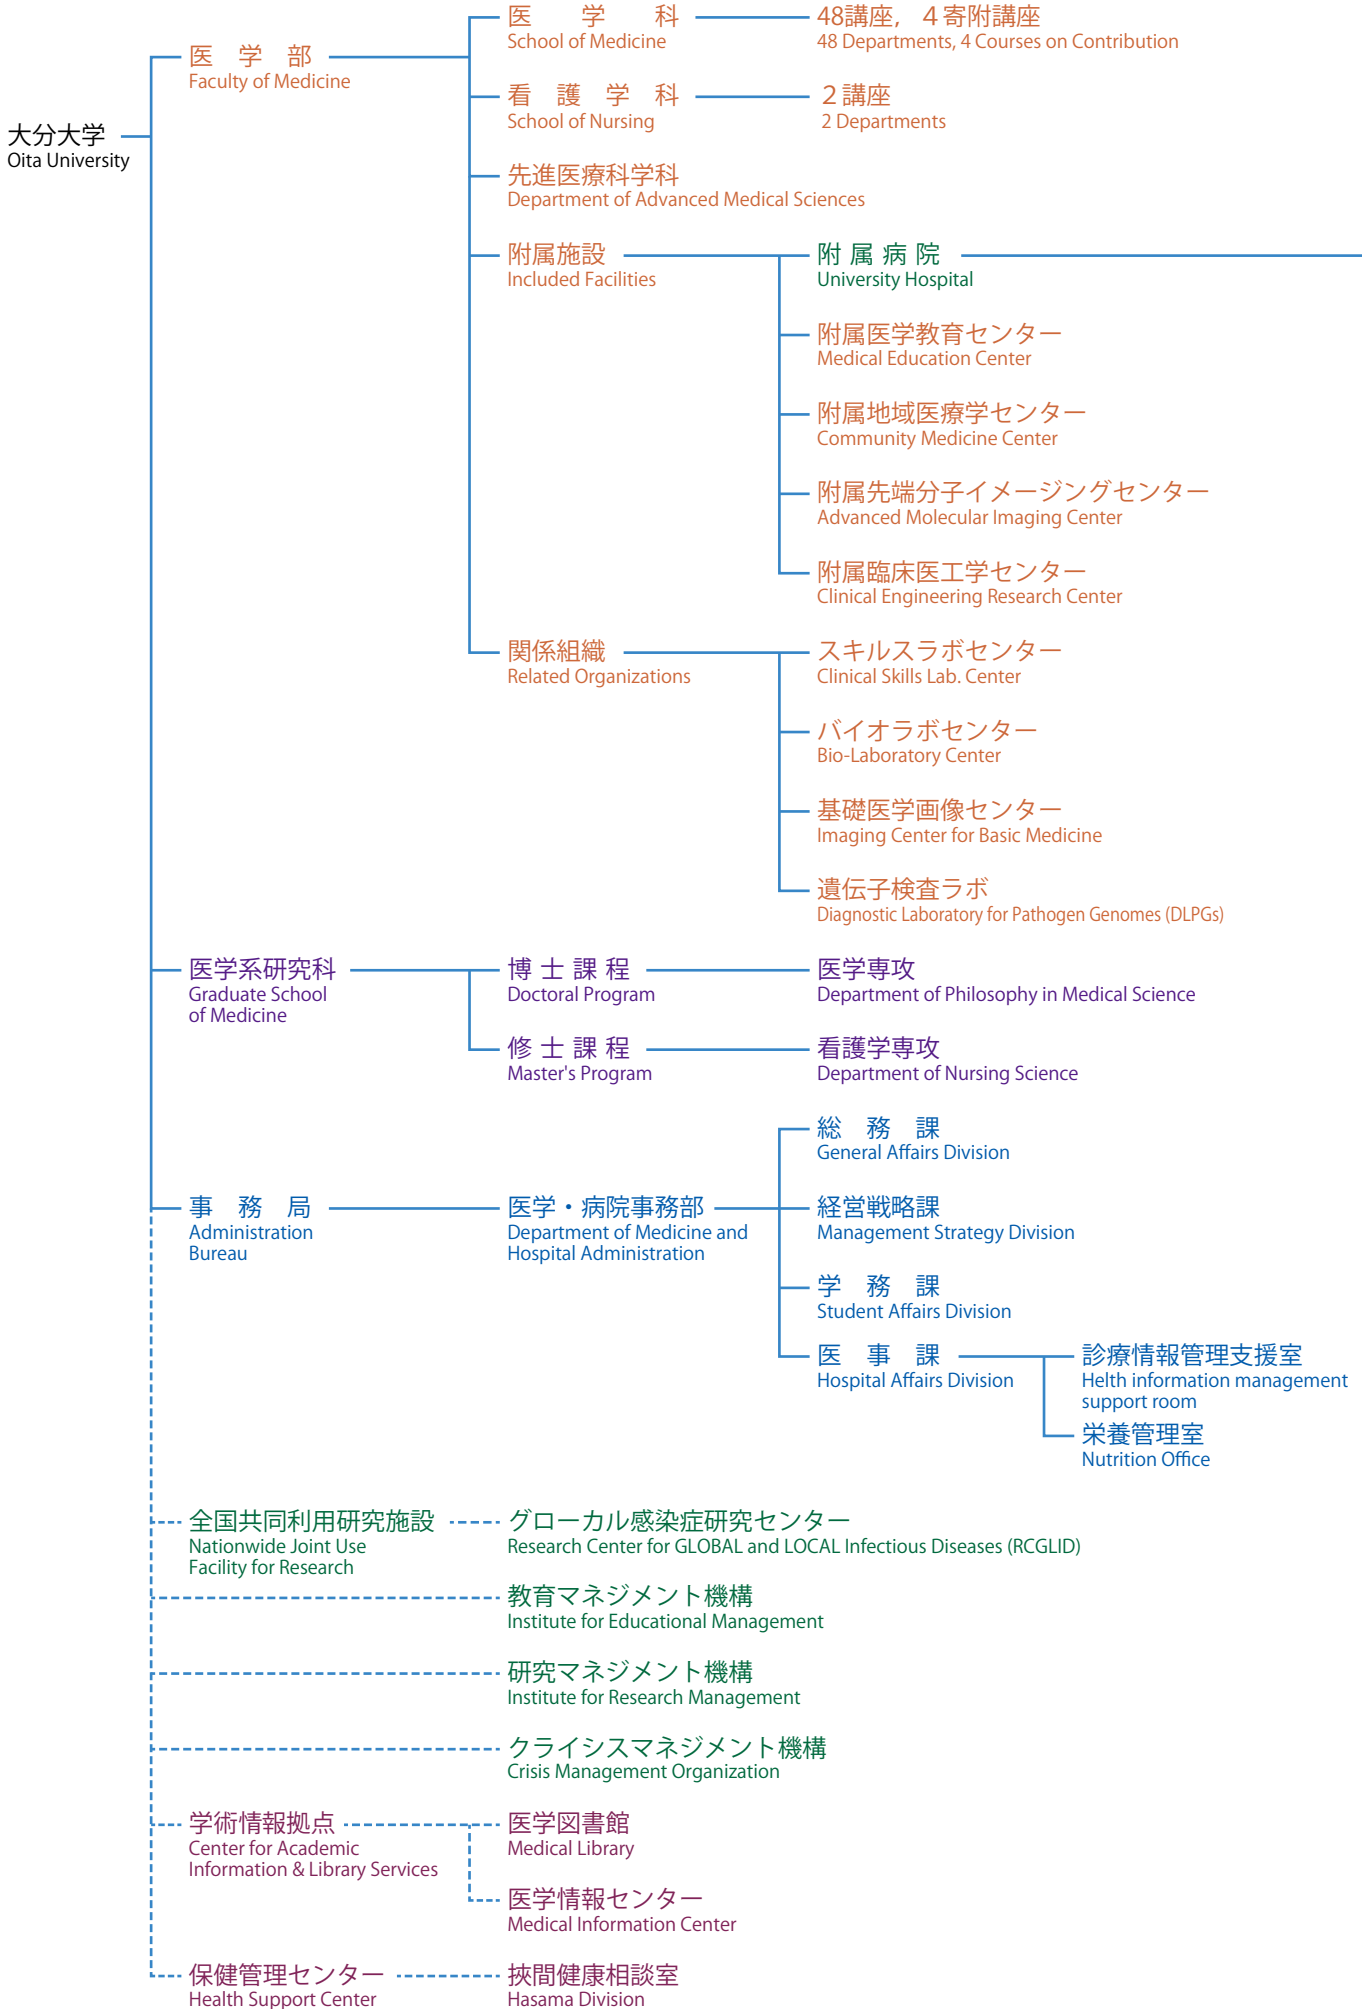 大分大学
Oita University
医　学　部
Faculty of Medicine
医　　学　　科
School of Medicine
48講座，４寄附講座
48 Departments, 4 Courses on Contribution
看　護　学　科
School of Nursing
２講座
2 Departments
先進医療科学科
Department of Advanced Medical Sciences
附属施設
Included Facilities
附 属 病 院
University Hospital
附属医学教育センター
Medical Education Center
附属地域医療学センター
Community Medicine Center
附属先端分子イメージングセンター
Advanced Molecular Imaging Center
附属臨床医工学センター
Clinical Engineering Research Center
関係組織
Related Organizations
スキルスラボセンター
Clinical Skills Lab. Center
バイオラボセンター
Bio-Laboratory Center
基礎医学画像センター
Imaging Center for Basic Medicine
遺伝子検査ラボ
Diagnostic Laboratory for Pathogen Genomes (DLPGs)
医学系研究科
Graduate School
of Medicine
博 士 課 程
Doctoral Program
医学専攻
Department of Philosophy in Medical Science
修 士 課 程
Master's Program
看護学専攻
Department of Nursing Science
事　務　局
Administration
Bureau
医学・病院事務部
Department of Medicine and
Hospital Administration
総　務　課
General Affairs Division
経営戦略課
Management Strategy Division
学　務　課
Student Affairs Division
医　事　課
Hospital Affairs Division
診療情報管理支援室
Helth information management
support room
栄養管理室
Nutrition Office
全国共同利用研究施設
Nationwide Joint Use
Facility for Research
グローカル感染症研究センター
Research Center for GLOBAL and LOCAL Infectious Diseases (RCGLID)
教育マネジメント機構
Institute for Educational Management
研究マネジメント機構
Institute for Research Management
クライシスマネジメント機構
Crisis Management Organization
学術情報拠点
Center for Academic
Information & Library Services
医学図書館
Medical Library
医学情報センター
Medical Information Center
保健管理センター
Health Support Center
挾間健康相談室
Hasama Division